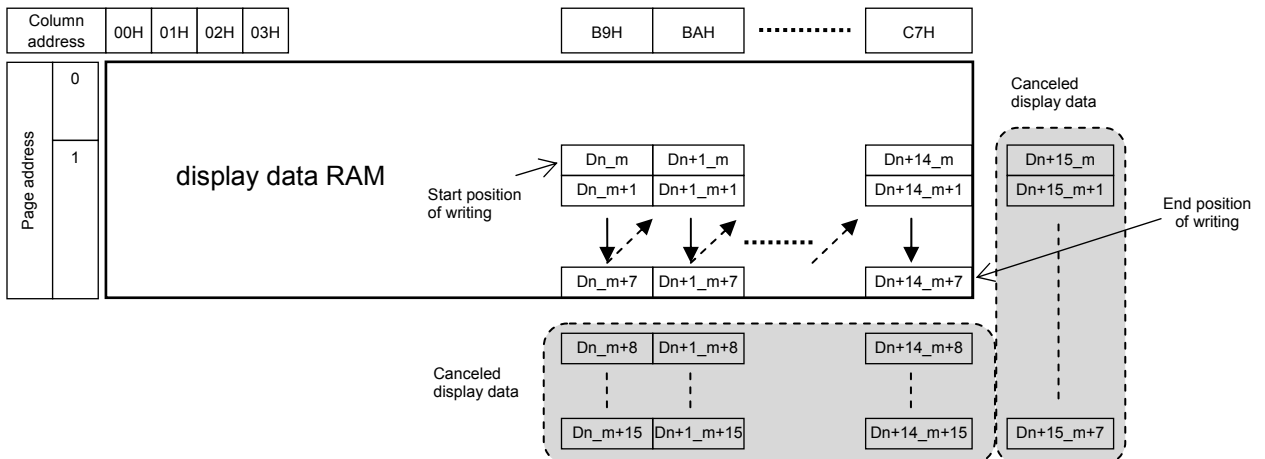 Column
address
00H 01H 02H 03H B9H BAH C7H
Page address
0
1
display data RAM
Start position
of writing
Dn_m Dn+1_m Dn+14_m
Dn_m+1 Dn+1_m+1 Dn+14_m+1
Dn_m+7 Dn+1_m+7 Dn+14_m+7
Canceled
display data
Dn+15_m
Dn+15_m+1
Dn+15_m+7
End position
of writing
Canceled
display data
Dn_m+8 Dn+1_m+8 Dn+14_m+8
Dn_m+15 Dn+1_m+15 Dn+14_m+15